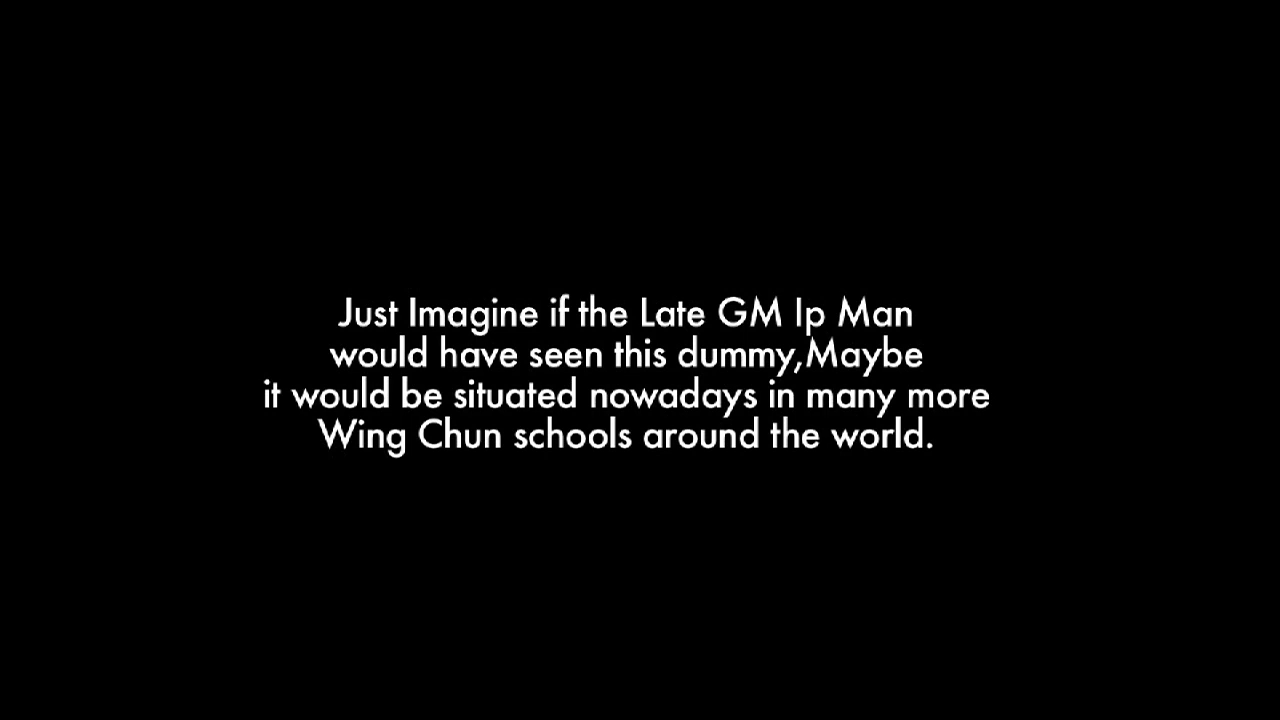 Just Imagine if the Late GM Ip Man
would have seen this dummy,Maybe
it would be situated nowadays in many more
Wing Chun schools around the world.